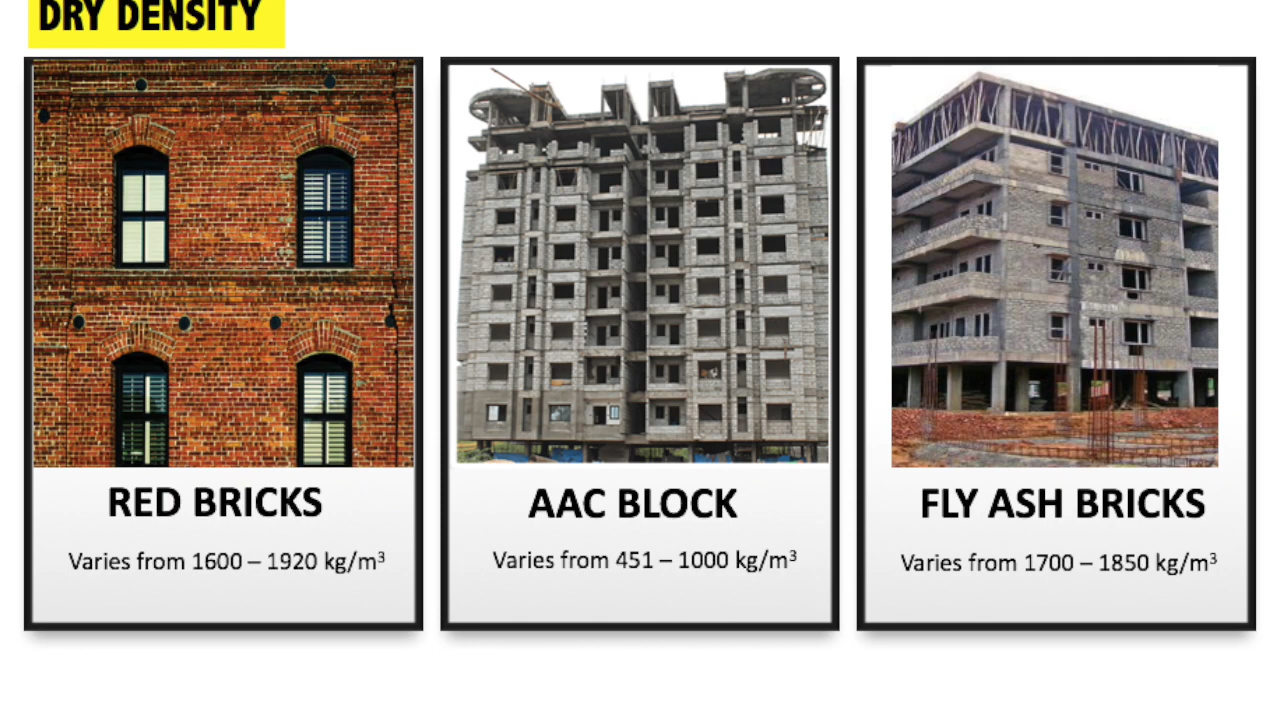 DRY DENSITY
RED BRICKS
Varies from 1600 – 1920 kg/m³
AAC BLOCK
Varies from 451 – 1000 kg/m³
FLY ASH BRICKS
Varies from 1700 – 1850 kg/m³